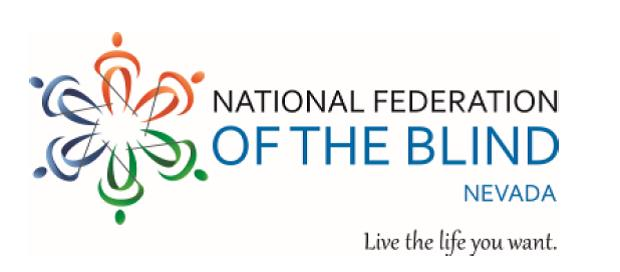 NATIONAL FEDERATION
OF THE BLIND
NEVADA
Live the life you want.